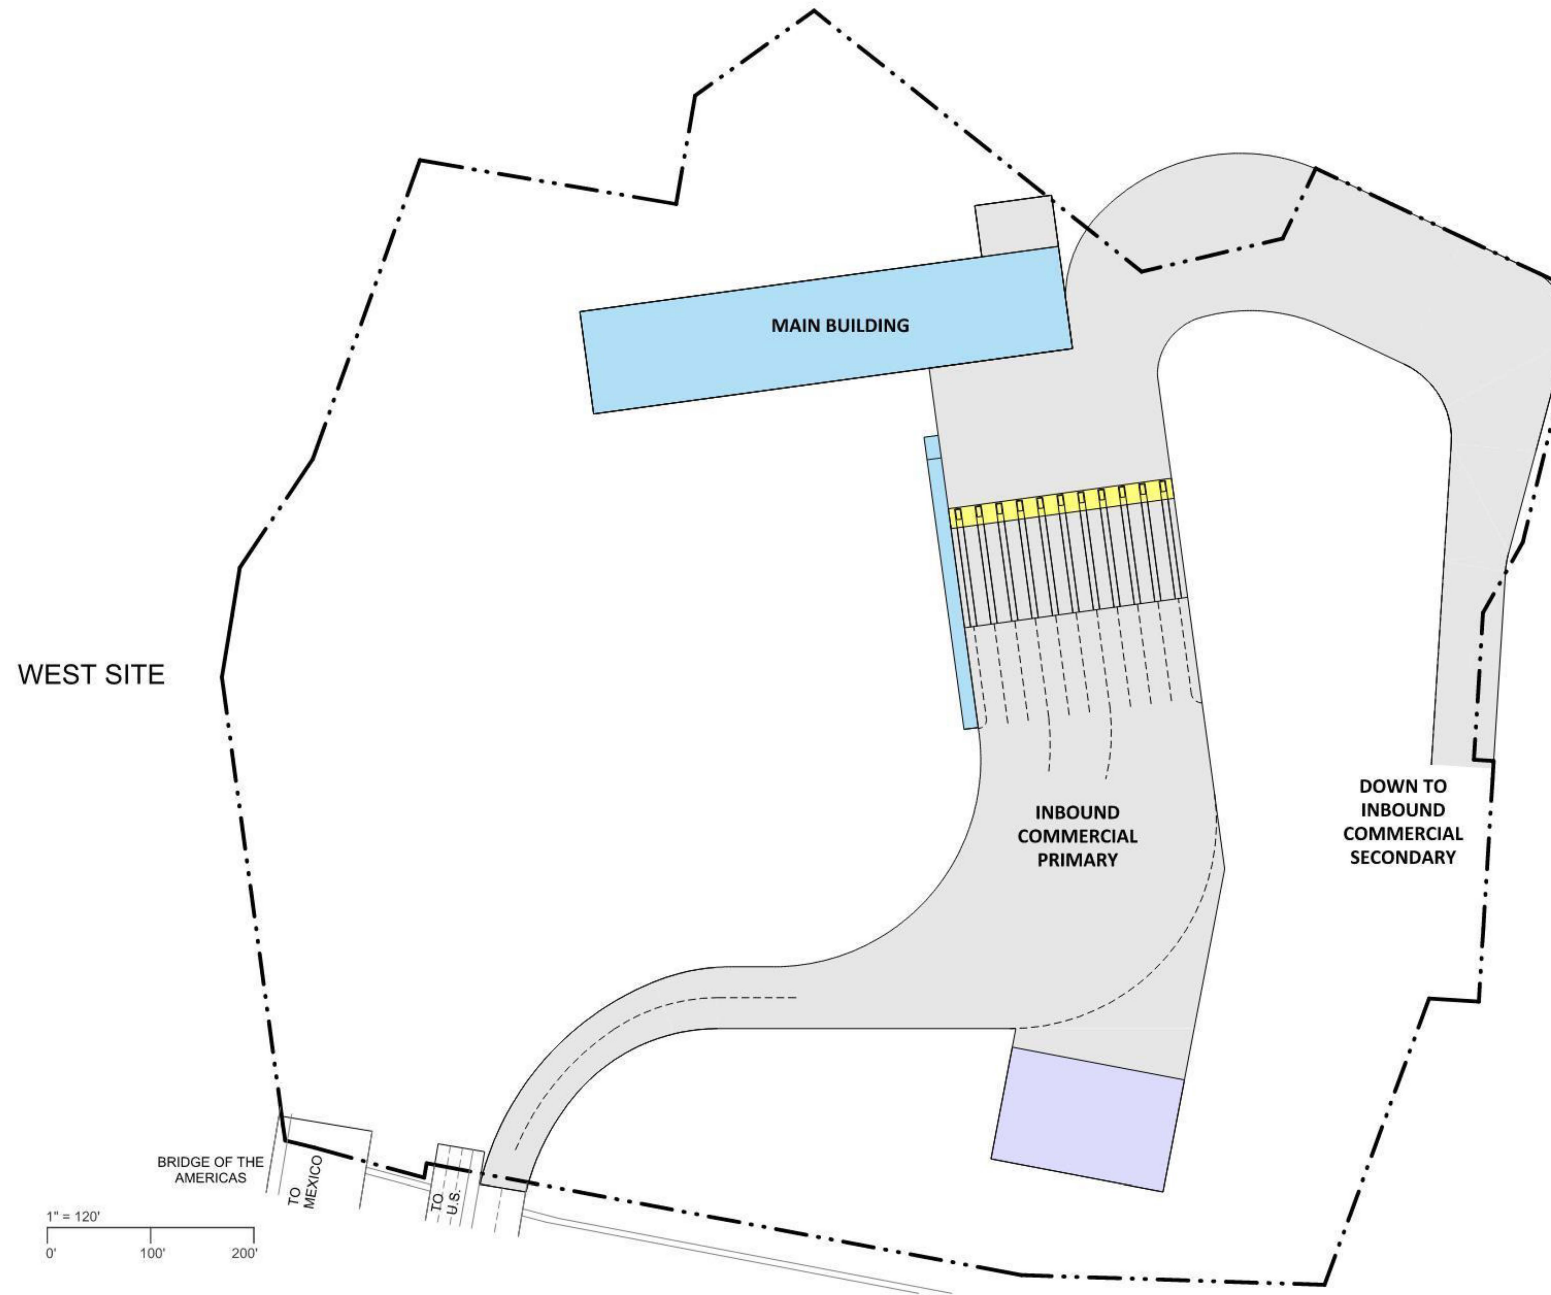 MAIN BUILDING
WEST SITE
INBOUND
COMMERCIAL
PRIMARY
DOWN TO
INBOUND
COMMERCIAL
SECONDARY
BRIDGE OF THE
AMERICAS
TO
MEXICO
TO
U.S.
1" = 120'
0' 100' 200'